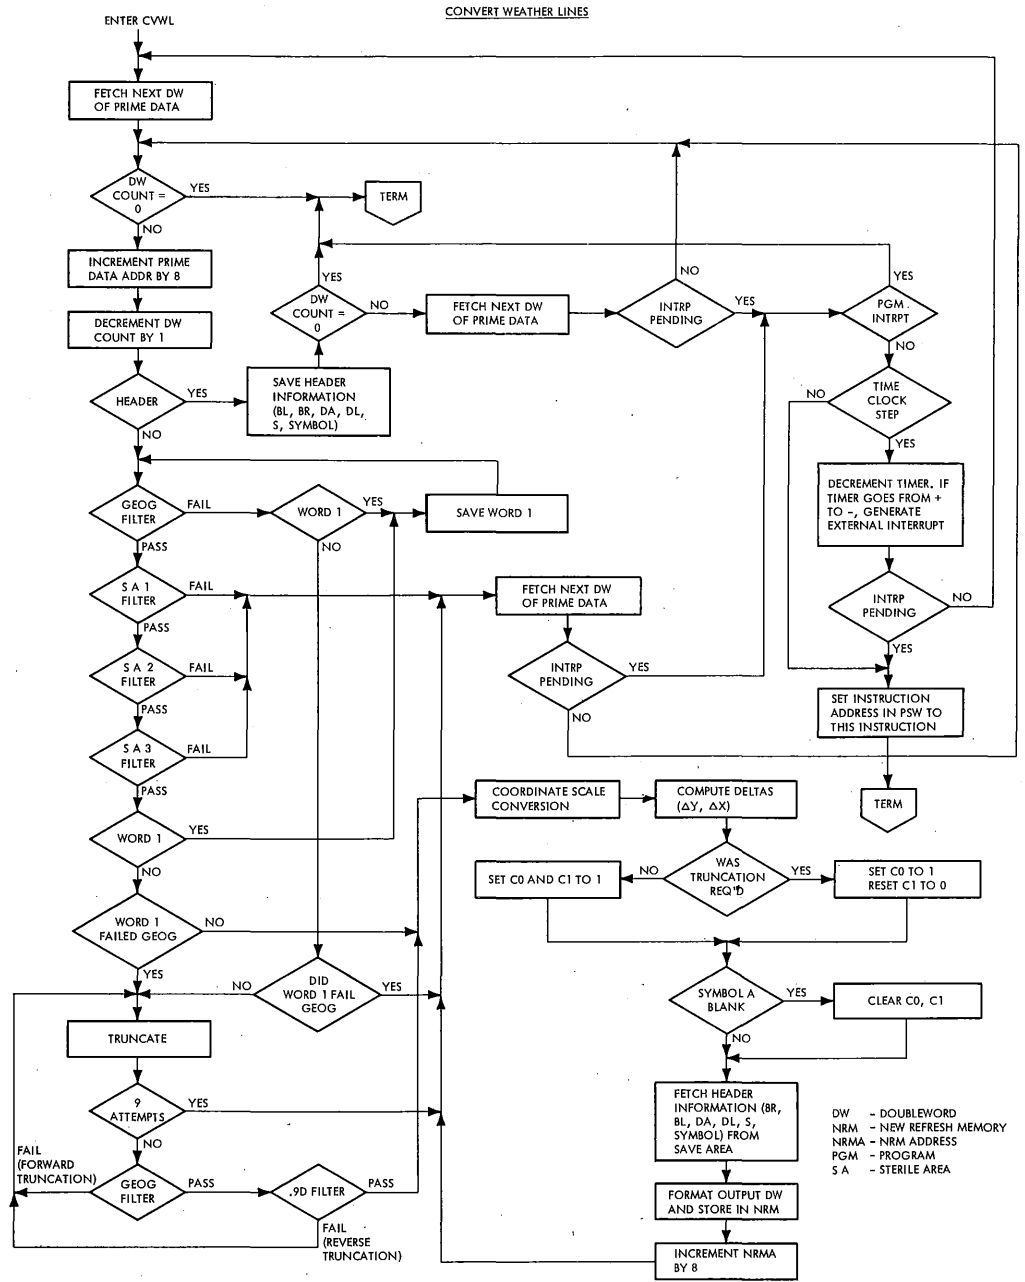 CONVERT WEATHER LINES
ENTER CVWL
FETCH NEXT DW
OF PRIME DATA
DW
COUNT =
0
YES
TERM
NO
INCREMENT PRIME
DATA ADDR BY 8
DECREMENT DW
COUNT BY 1
HEADER
YES
NO
SAVE HEADER
INFORMATION
(BL, BR, DA, DL,
S, SYMBOL)
DW
COUNT =
0
YES
NO
FETCH NEXT DW
OF PRIME DATA
INTRP
PENDING
NO
YES
PGM.
INTRPT
YES
NO
TIME
CLOCK
STEP
NO
YES
DECREMENT TIMER. IF
TIMER GOES FROM +
TO -, GENERATE
EXTERNAL INTERRUPT
INTRP
PENDING
NO
YES
SET INSTRUCTION
ADDRESS IN PSW TO
THIS INSTRUCTION
TERM
GEOG
FILTER
FAIL
PASS
WORD 1
YES
NO
SAVE WORD 1
S A 1
FILTER
FAIL
PASS
FETCH NEXT DW
OF PRIME DATA
INTRP
PENDING
YES
NO
S A 2
FILTER
FAIL
PASS
S A 3
FILTER
FAIL
PASS
WORD 1
YES
NO
WORD 1
FAILED GEOG
NO
YES
DID
WORD 1 FAIL
GEOG
NO
YES
TRUNCATE
9
ATTEMPTS
YES
NO
FAIL
(FORWARD
TRUNCATION)
GEOG
FILTER
PASS
.9D FILTER
PASS
FAIL
(REVERSE
TRUNCATION)
COORDINATE SCALE
CONVERSION
COMPUTE DELTAS
(ΔY, ΔX)
WAS
TRUNCATION
REQ'D
NO
YES
SET C0 AND C1 TO 1
SET C0 TO 1
RESET C1 TO 0
SYMBOL A
BLANK
YES
NO
CLEAR C0, C1
FETCH HEADER
INFORMATION (BR,
BL, DA, DL, S,
SYMBOL) FROM
SAVE AREA
FORMAT OUTPUT DW
AND STORE IN NRM
INCREMENT NRMA
BY 8
DW - DOUBLEWORD
NRM - NEW REFRESH MEMORY
NRMA - NRM ADDRESS
PGM - PROGRAM
S A - STERILE AREA